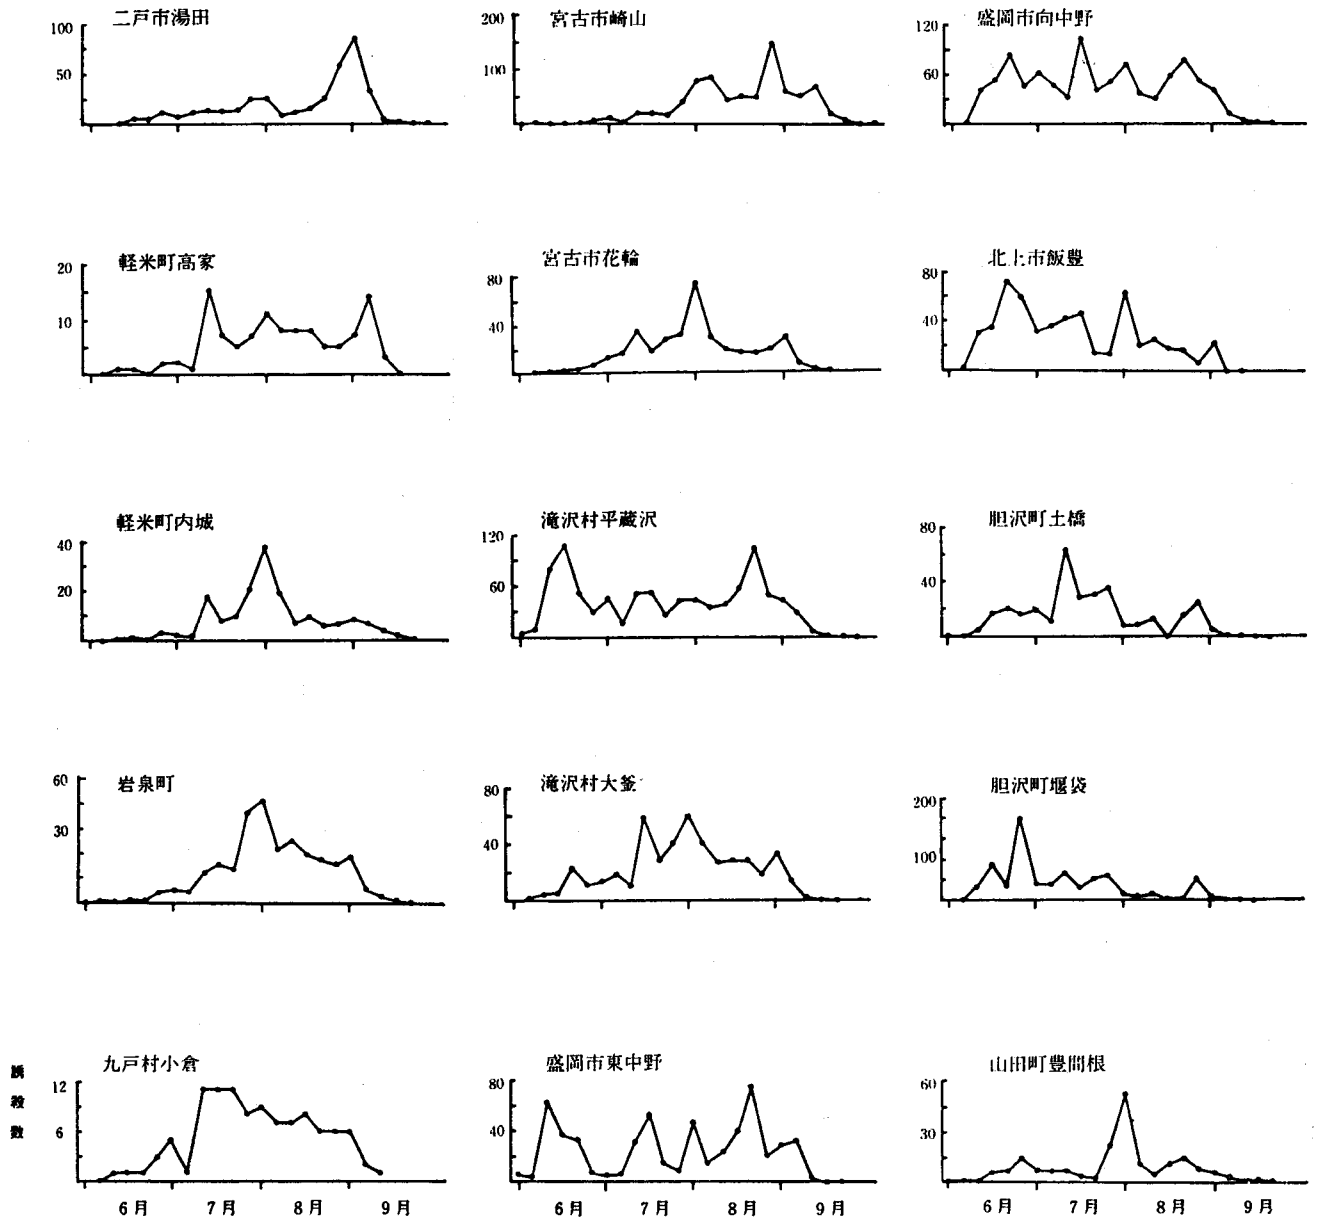 二戸市湯田
100
50
宮古市崎山
200
100
盛岡市向中野
120
60
軽米町高家
20
10
宮古市花輪
80
40
北上市飯豊
80
40
軽米町内城
40
20
滝沢村平蔵沢
120
60
胆沢町土橋
80
40
岩泉町
60
30
滝沢村大釜
80
40
胆沢町堰袋
200
100
誘殺数
九戸村小倉
12
6
6月 7月 8月 9月
盛岡市東中野
80
40
6月 7月 8月 9月
山田町豊間根
60
30
6月 7月 8月 9月